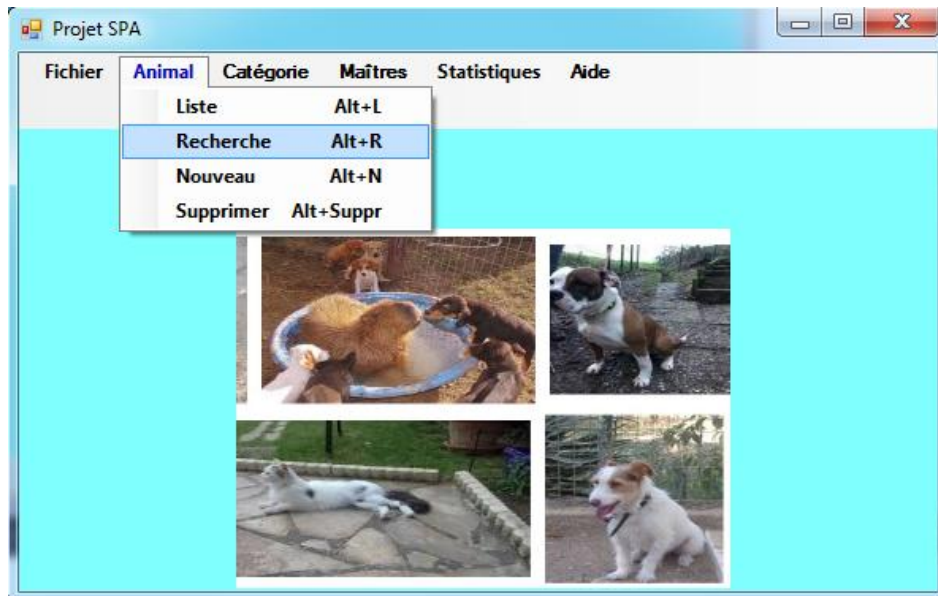 Projet SPA
Fichier Animal Catégorie Maîtres Statistiques Aide
Liste Alt+L
Recherche Alt+R
Nouveau Alt+N
Supprimer Alt+Suppr